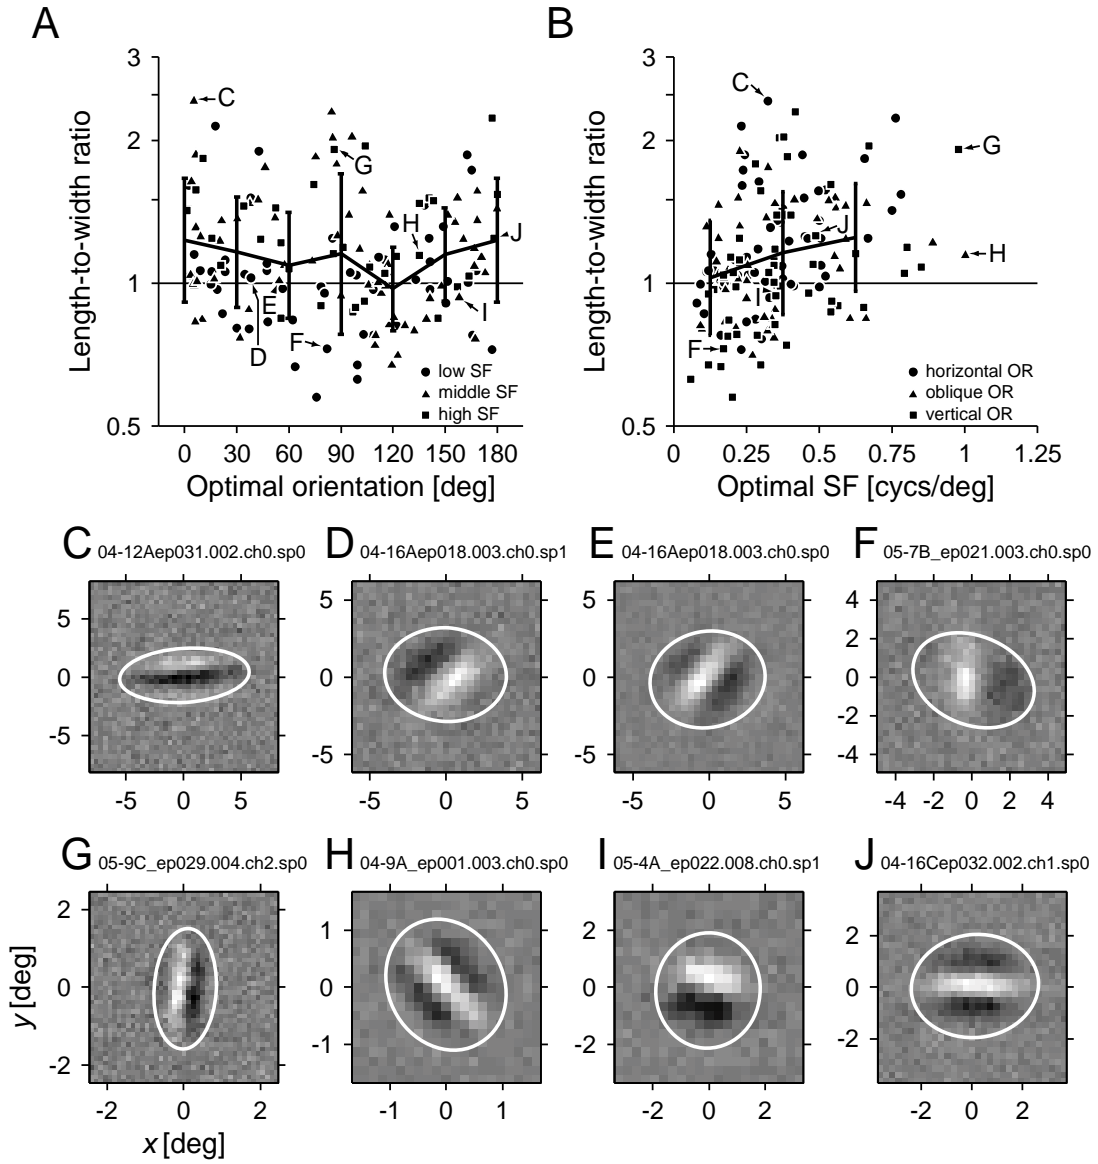 A
B
3
2
1
0.5
Length-to-width ratio
C
G
H
J
E
D
F
I
low SF
middle SF
high SF
0 30 60 90 120 150 180
Optimal orientation [deg]
3
2
1
0.5
Length-to-width ratio
C
G
J
H
I
F
horizontal OR
oblique OR
vertical OR
0 0.25 0.5 0.75 1 1.25
Optimal SF [cycs/deg]
C 04-12Aep031.002.ch0.sp0
5
0
-5
-5 0 5
D 04-16Aep018.003.ch0.sp1
5
0
-5
-5 0 5
E 04-16Aep018.003.ch0.sp0
5
0
-5
-5 0 5
F 05-7B_ep021.003.ch0.sp0
4
2
0
-2
-4
-4 -2 0 2 4
G 05-9C_ep029.004.ch2.sp0
2
0
-2
-2 0 2
y [deg]
x [deg]
H 04-9A_ep001.003.ch0.sp0
1
0
-1
-1 0 1
I 05-4A_ep022.008.ch0.sp1
2
0
-2
-2 0 2
J 04-16Cep032.002.ch1.sp0
2
0
-2
-2 0 2